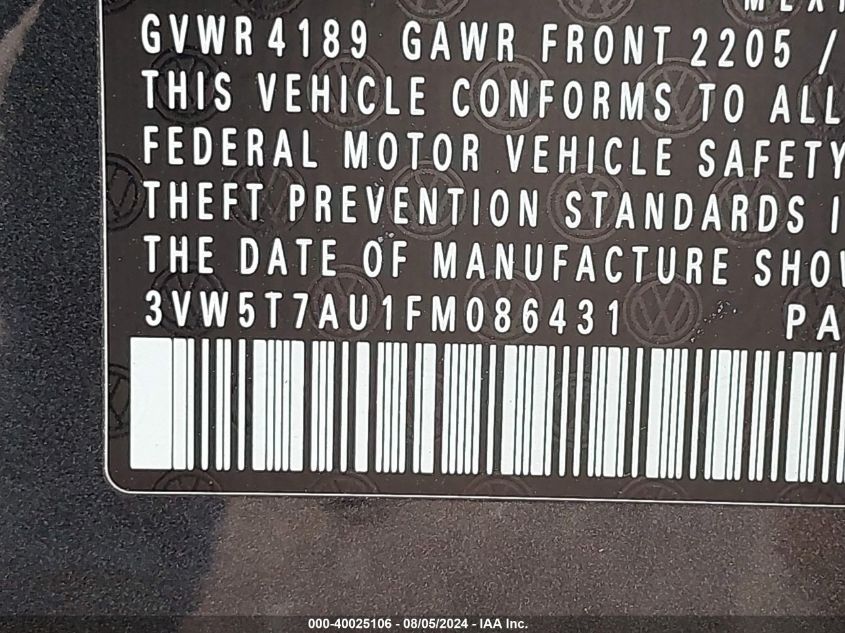 GVWR 4189 GAWR FRONT 2205 /
THIS VEHICLE CONFORMS TO ALL
FEDERAL MOTOR VEHICLE SAFETY
THEFT PREVENTION STANDARDS
THE DATE OF MANUFACTURE
3VW5T7AU1FM086431
000-40025106 - 08/05/2024 - IAA Inc.